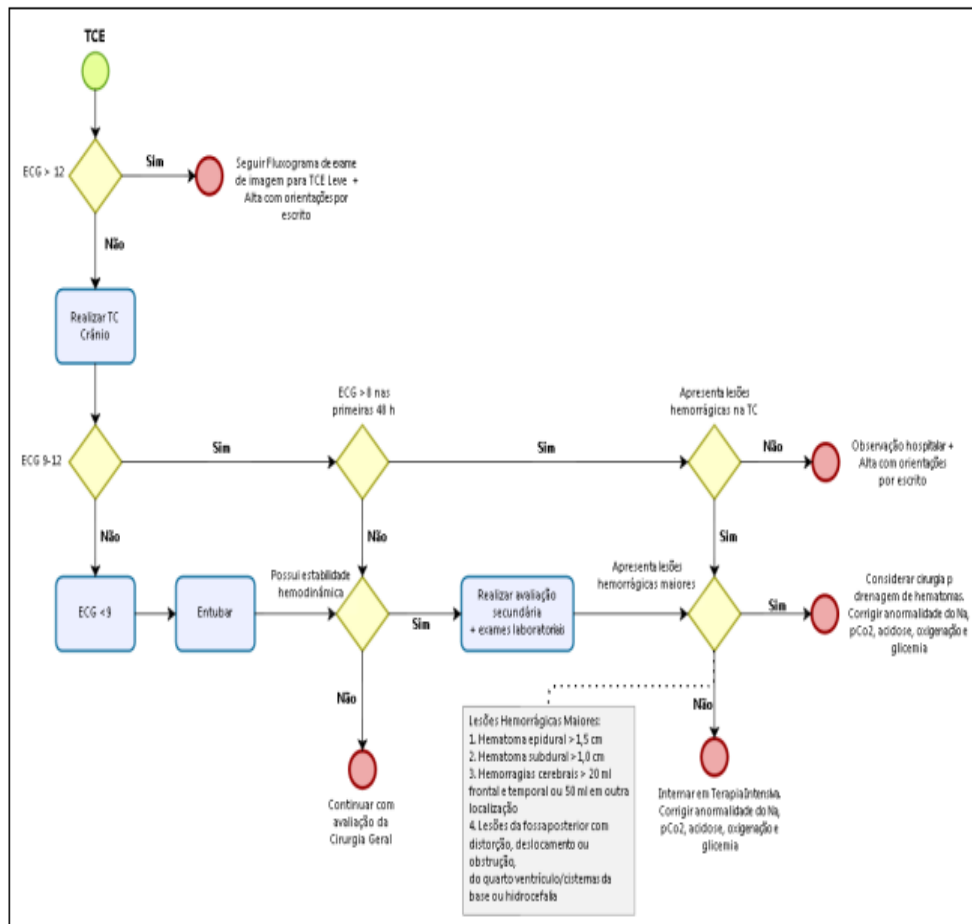 TCE
ECG > 12
Sim
Seguir Fluxograma de exame
de imagem para TCE Leve +
Alta com orientações por
escrito
Não
Realizar TC
Crânio
ECG 9-12
Sim
ECG > 8 nas
primeiras 48 h
Sim
Apresenta lesões
hemorrágicas na TC
Não
Observação hospitalar +
Alta com orientações
por escrito
Não
Não
Sim
ECG <9
Entubar
Possui estabilidade
hemodinâmica
Sim
Realizar avaliação
secundária
+ exames laboratoriais
Apresenta lesões
hemorrágicas maiores
Sim
Considerar cirurgia p
drenagem de hematomas.
Corrigir anormalidade do Na,
pCo2, acidose, oxigenação e
glicemia
Não
Continuar com
avaliação da
Cirurgia Geral
Lesões Hemorrágicas Maiores:
1. Hematoma epidural > 1,5 cm
2. Hematoma subdural >1,0 cm
3. Hemorragias cerebrais > 20 ml
frontal e temporal ou 50 ml em outra
localização
4. Lesões da fossaposterior com
distorção, deslocamento ou
obstrução,
do quarto ventrículo/cisternas da
base ou hidrocefalia
Não
Internar em Terapia Intensiva.
Corrigir anormalidade do Na,
pCo2, acidose, oxigenação e
glicemia